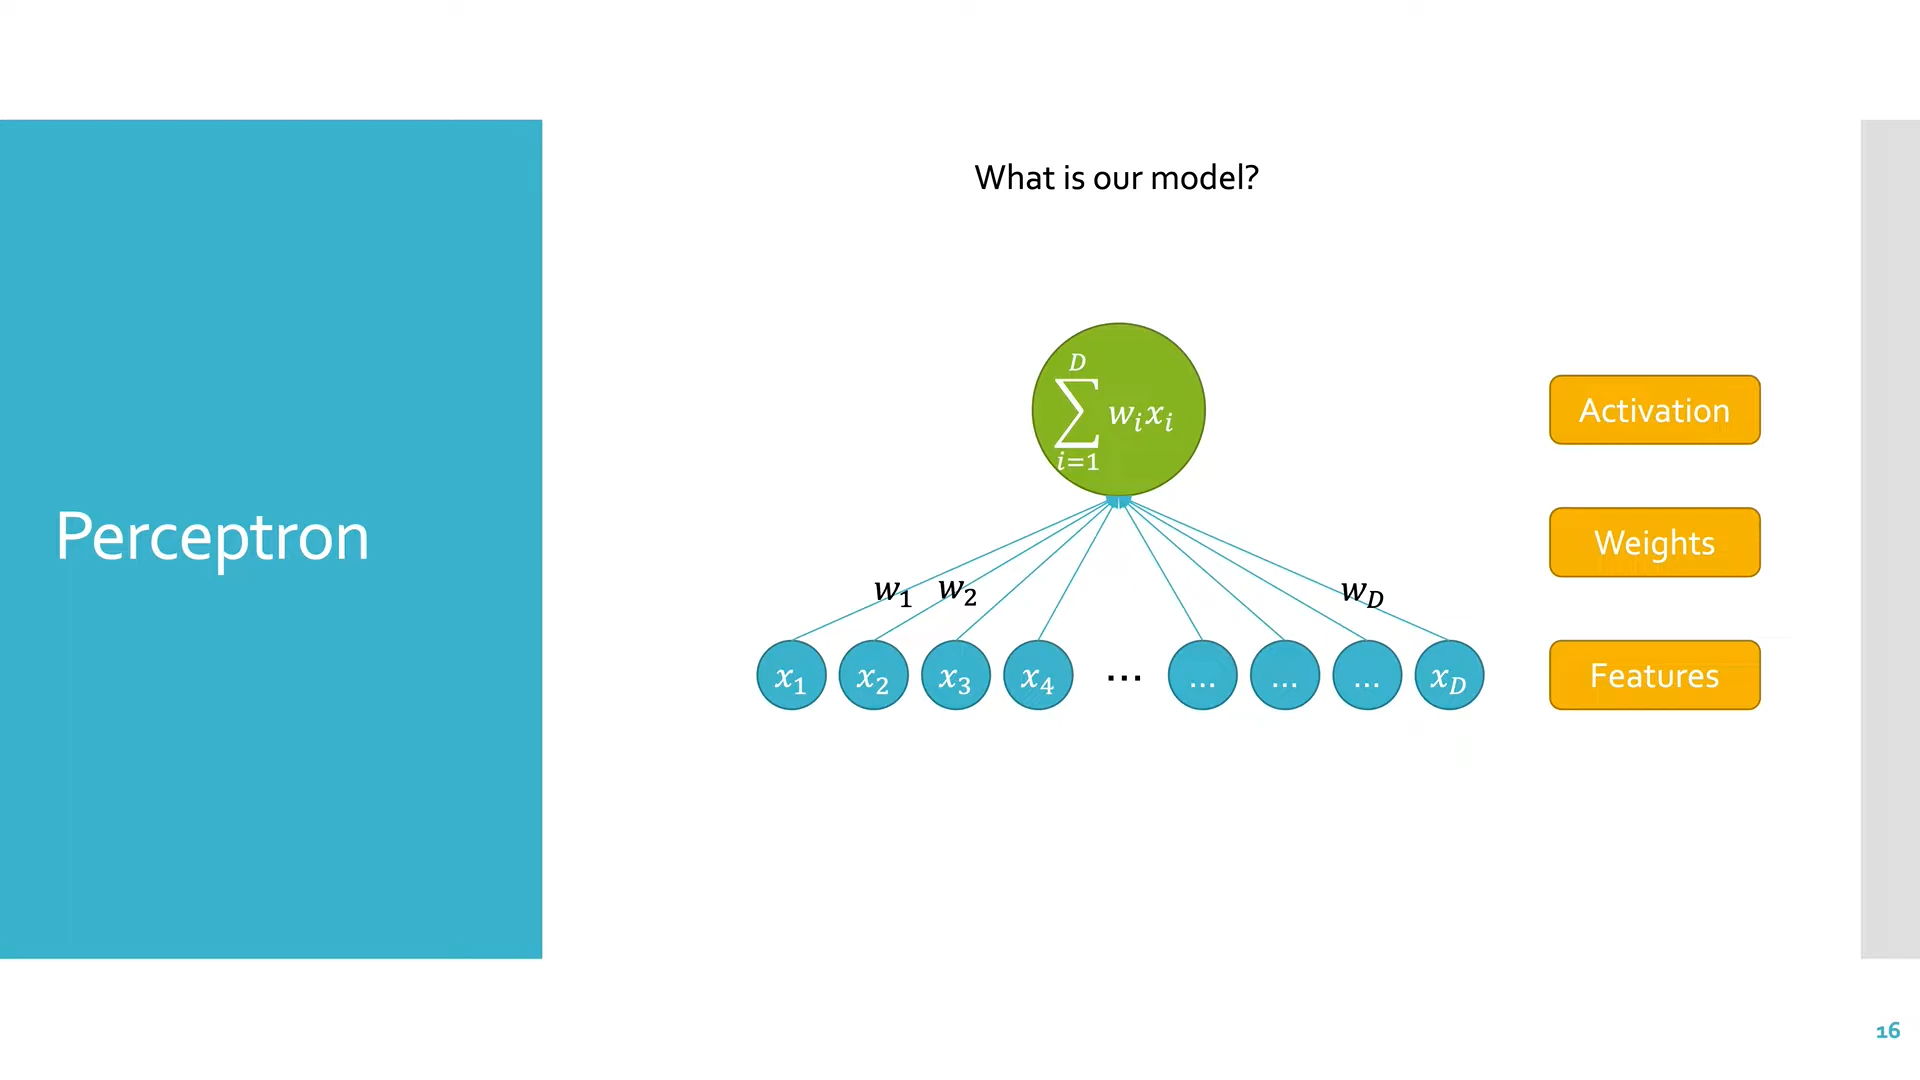 What is our model?
Perceptron
$\sum_{i=1}^{D} w_i x_i$
Activation
Weights
$w_1$ $w_2$ $w_D$
$x_1$ $x_2$ $x_3$ $x_4$ ... ... ... ... $x_D$
Features
16